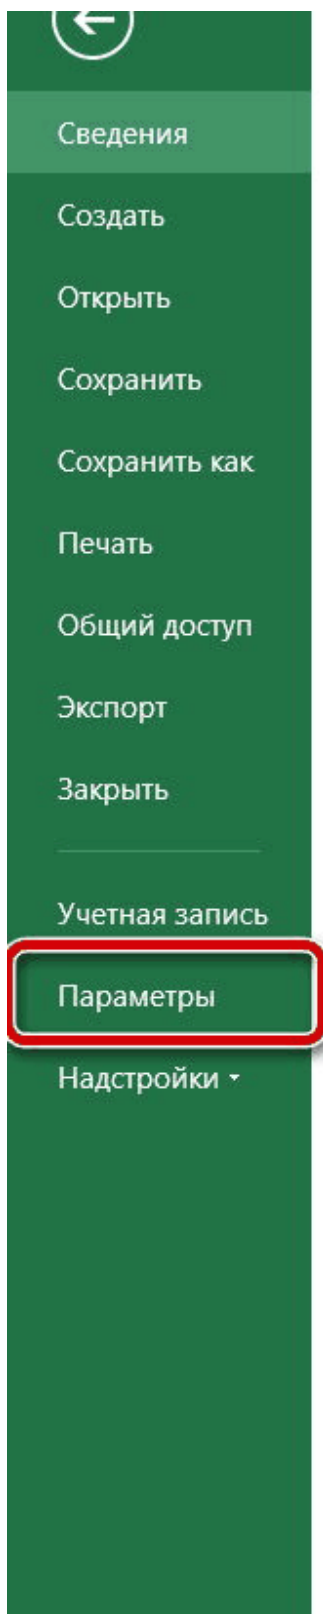 Сведения
Создать
Открыть
Сохранить
Сохранить как
Печать
Общий доступ
Экспорт
Закрыть
Учетная запись
Параметры
Надстройки